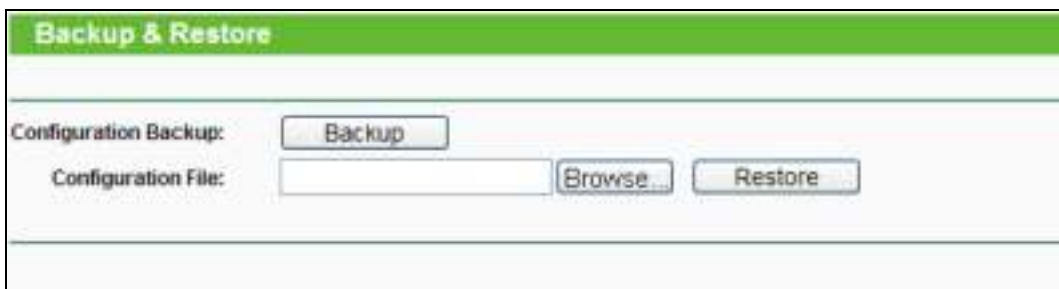 Backup & Restore
Configuration Backup: Backup
Configuration File: Browse... Restore